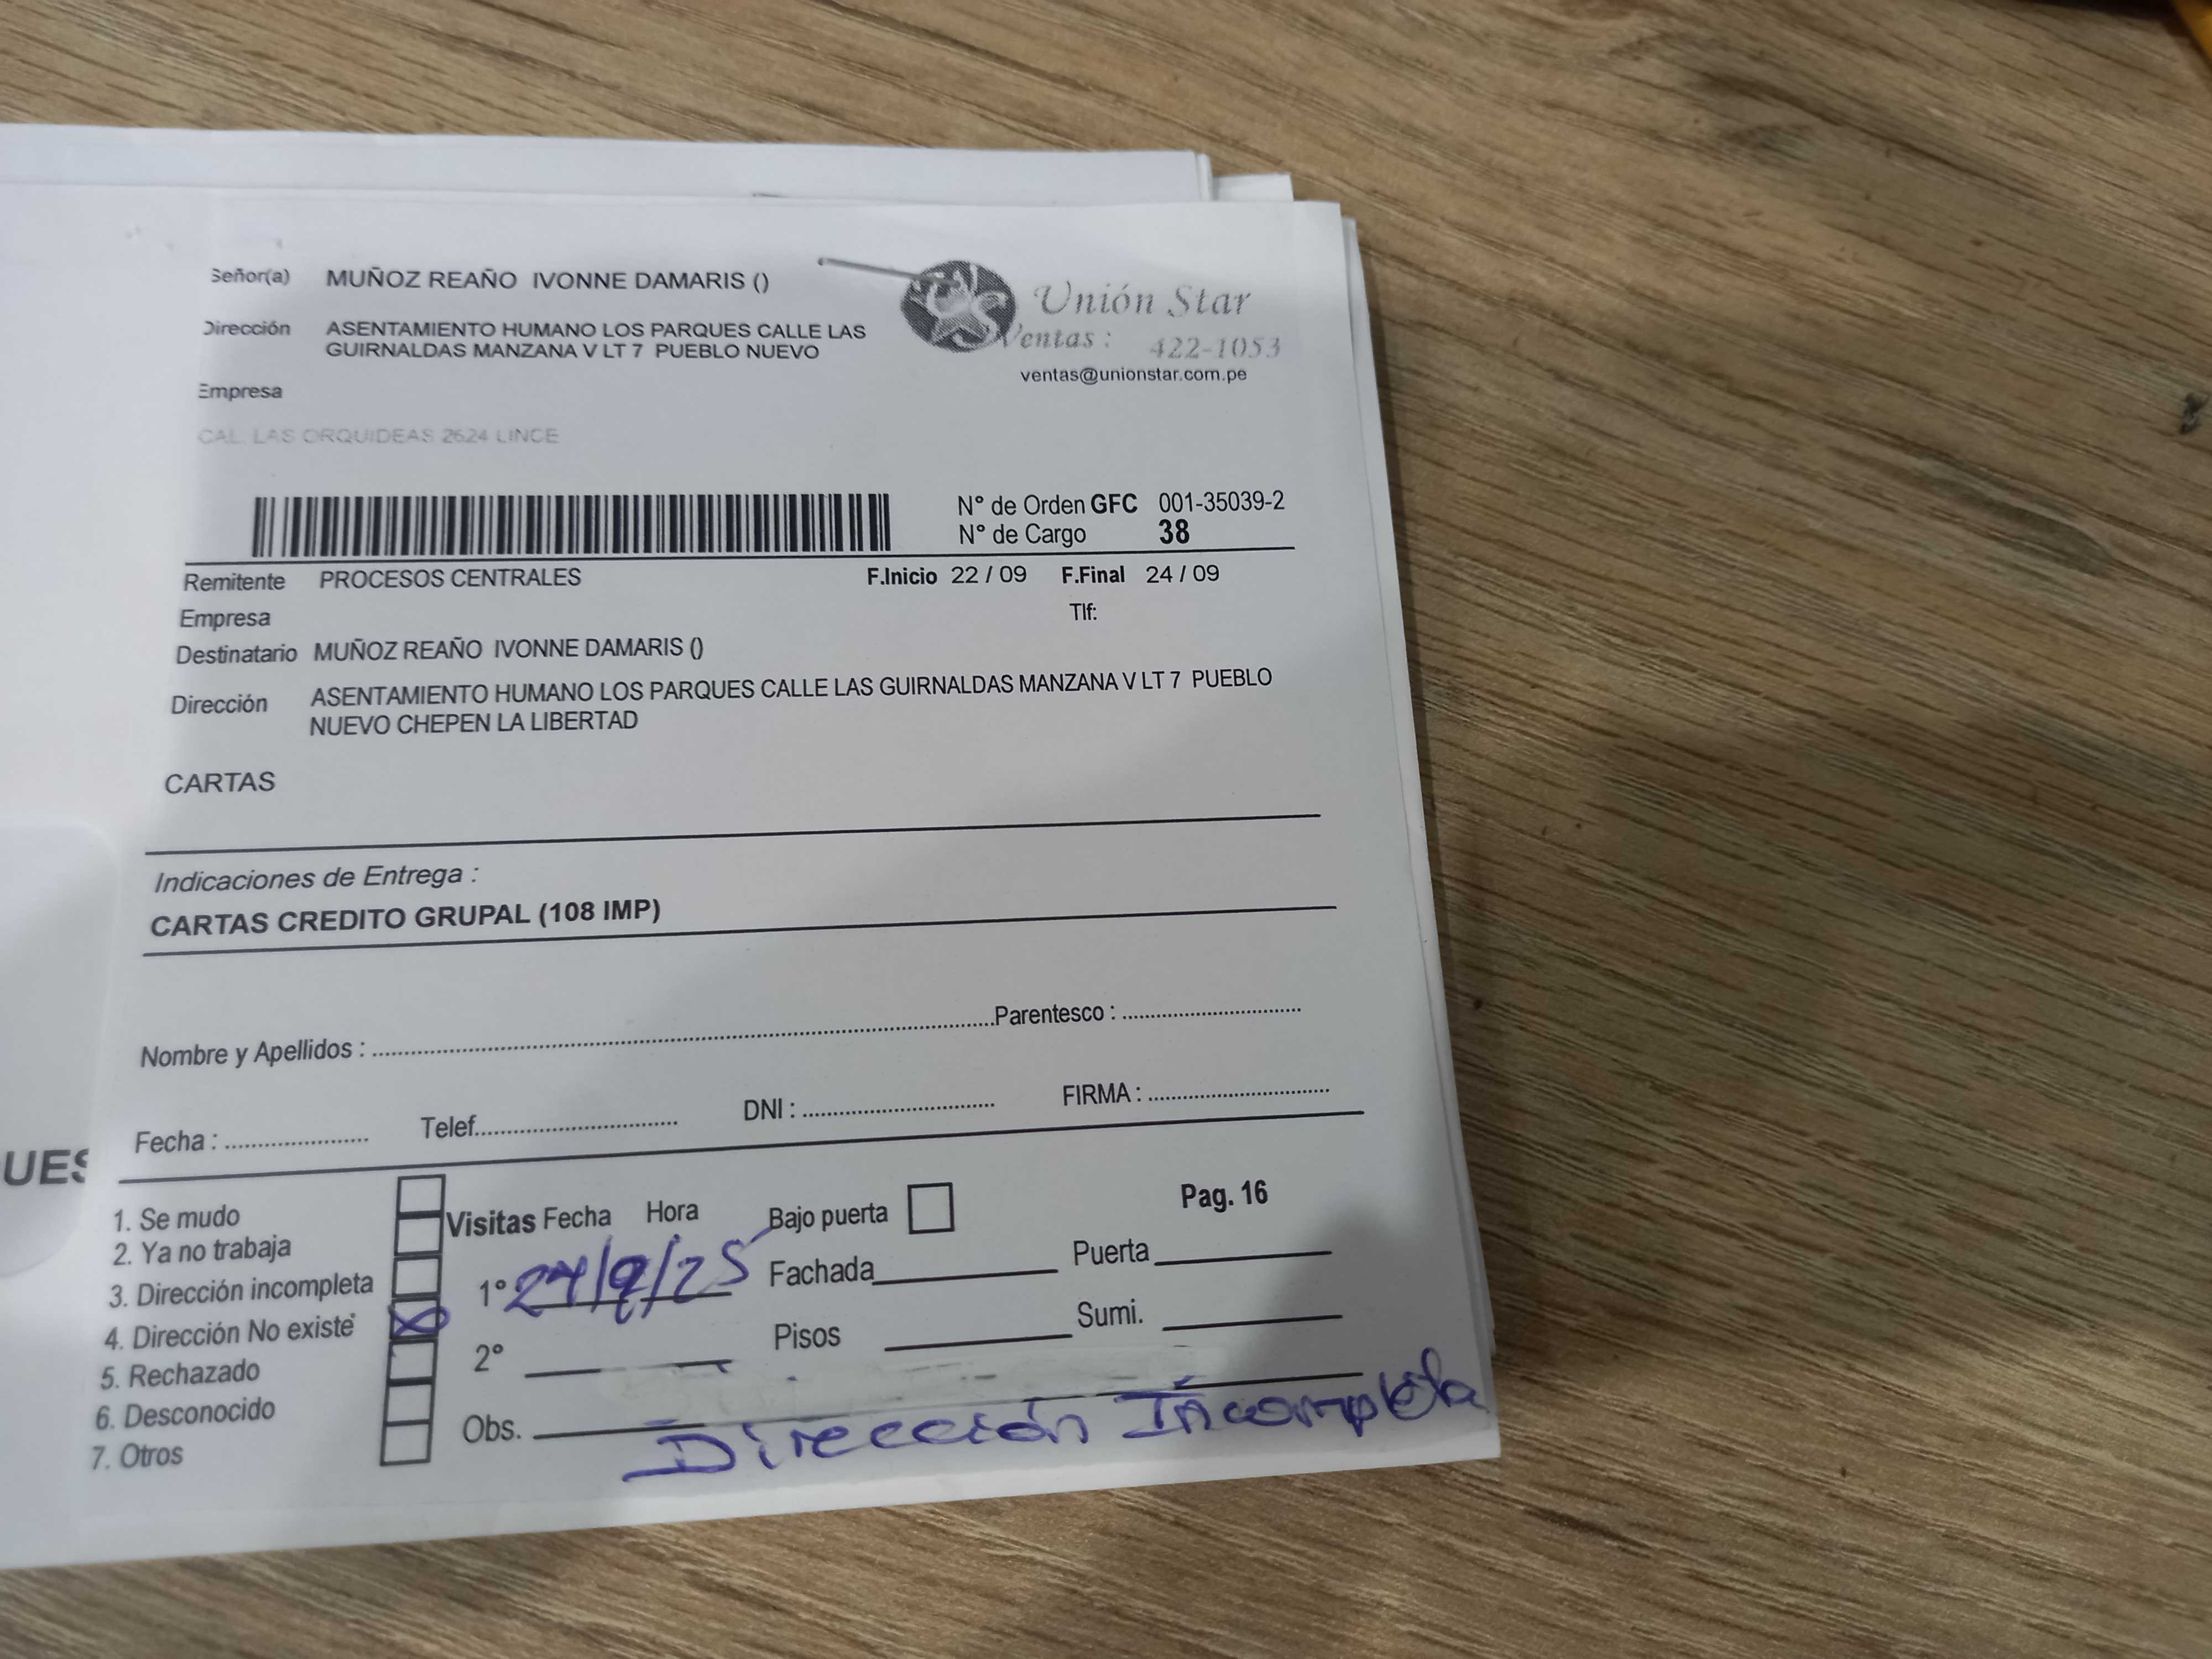 Señor(a) MUÑOZ REAÑO IVONNE DAMARIS ()
Dirección ASENTAMIENTO HUMANO LOS PARQUES CALLE LAS
GUIRNALDAS MANZANA V LT 7 PUEBLO NUEVO
Empresa
CAL. LAS ORQUIDEAS 2624 LINCE
Unión Star
Ventas : 422-1053
ventas@unionstar.com.pe
N° de Orden GFC 001-35039-2
N° de Cargo 38
Remitente PROCESOS CENTRALES F.Inicio 22 / 09 F.Final 24 / 09
Empresa Tlf:
Destinatario MUÑOZ REAÑO IVONNE DAMARIS ()
Dirección ASENTAMIENTO HUMANO LOS PARQUES CALLE LAS GUIRNALDAS MANZANA V LT 7 PUEBLO
NUEVO CHEPEN LA LIBERTAD
CARTAS
Indicaciones de Entrega :
CARTAS CREDITO GRUPAL (108 IMP)
Nombre y Apellidos : Parentesco :
Fecha : Telef. DNI : FIRMA :
UES
1. Se mudo
2. Ya no trabaja
3. Dirección incompleta
4. Dirección No existe
5. Rechazado
6. Desconocido
7. Otros
Visitas Fecha Hora Bajo puerta Pag. 16
1° 24/9/25 Fachada Puerta
2° Pisos Sumi.
Obs. Dirección Incompleta